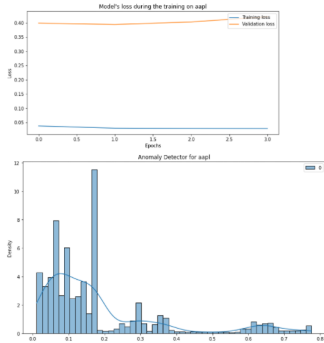 Model's loss during the training on aapl
0.40
0.35
0.30
0.25
0.20
0.15
0.10
0.05
Loss
Training loss
Validation loss
0.0 0.5 1.0 1.5 2.0 2.5 3.0
Epochs
Anomaly Detector for aapl
12
10
8
6
4
2
0
Density
0
0.0 0.1 0.2 0.3 0.4 0.5 0.6 0.7 0.8